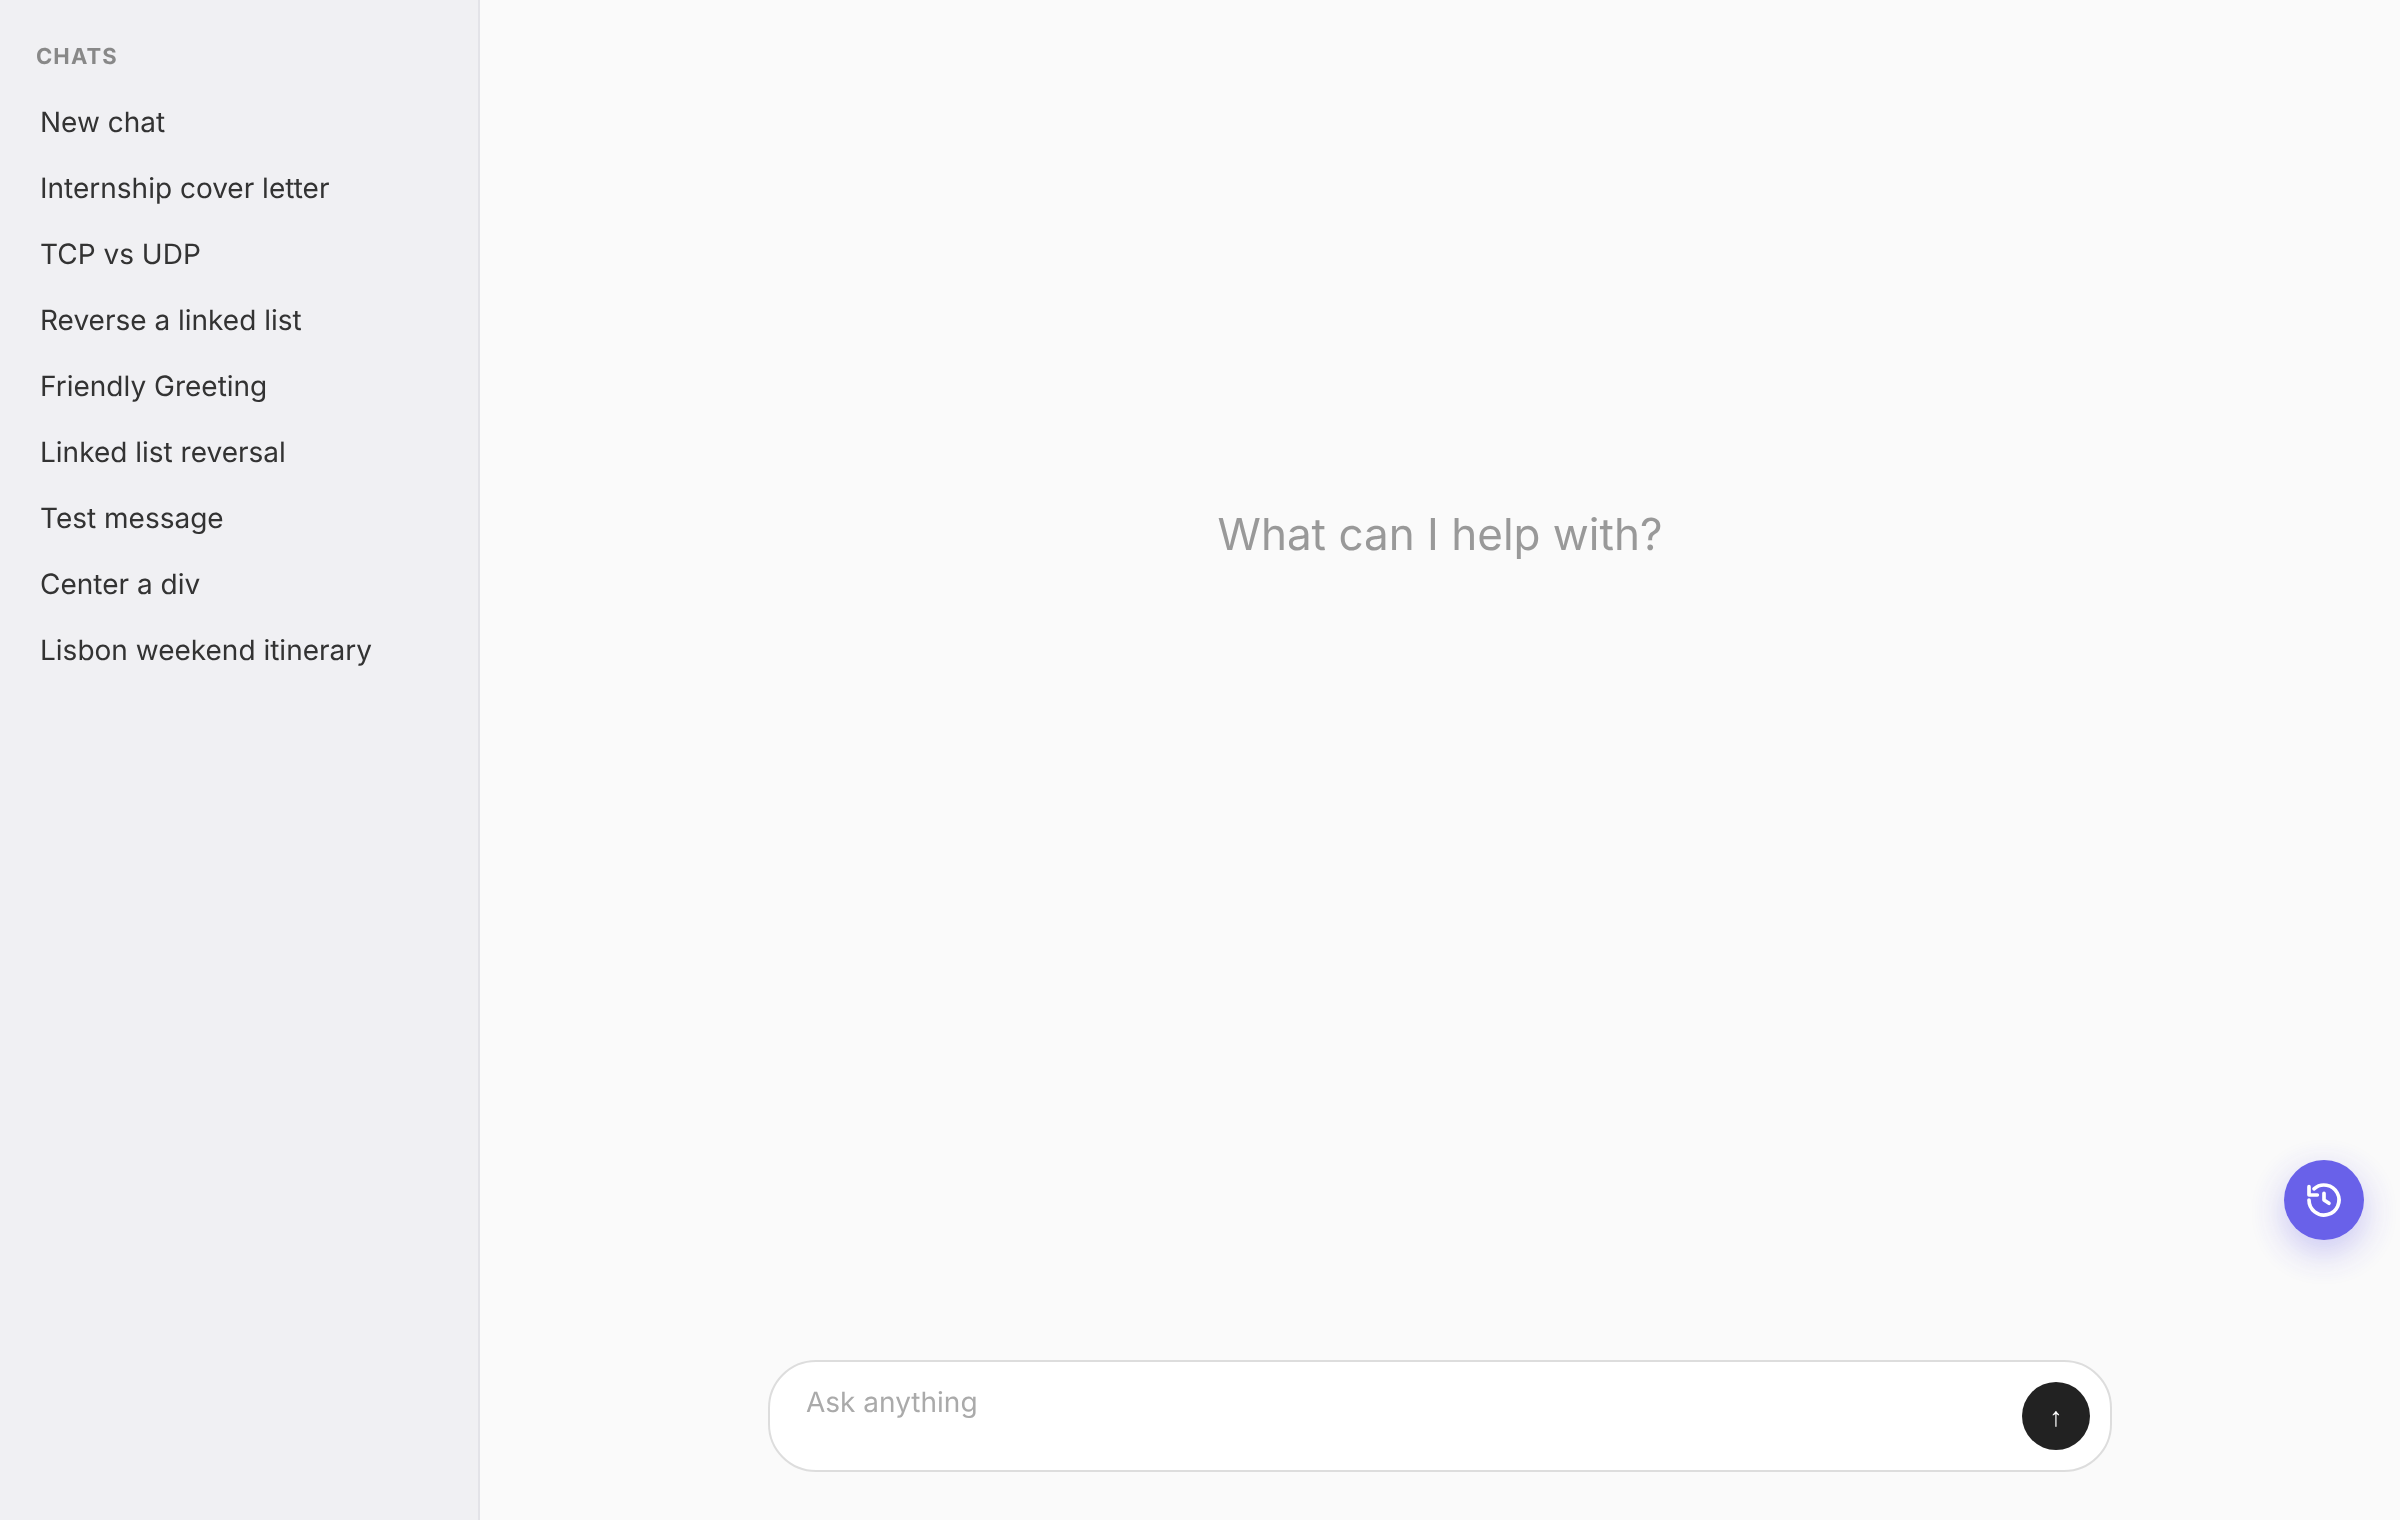 CHATS
New chat
Internship cover letter
TCP vs UDP
Reverse a linked list
Friendly Greeting
Linked list reversal
Test message
Center a div
Lisbon weekend itinerary
What can I help with?
Ask anything
↑